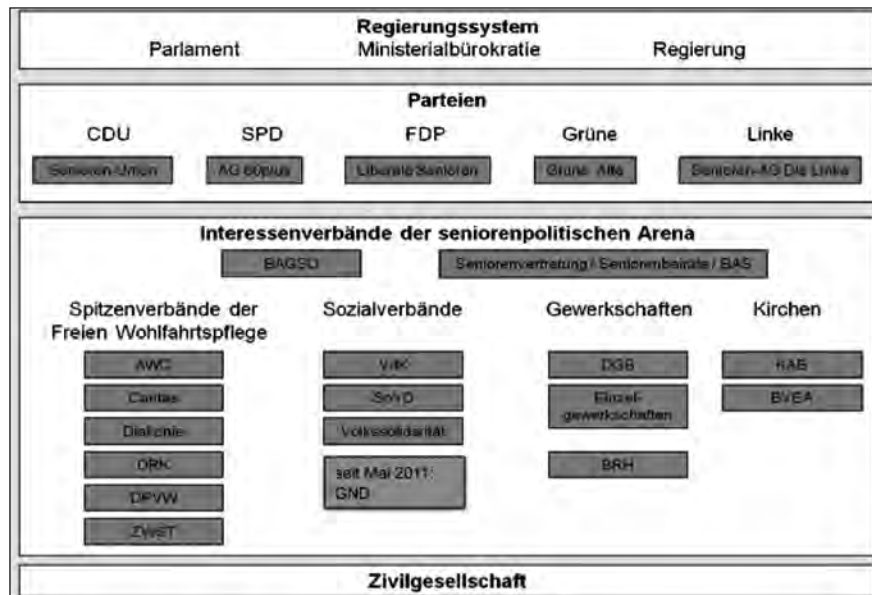 Regierungssystem
Parlament Ministerialbürokratie Regierung
Parteien
CDU SPD FDP Grüne Linke
Senioren-Union AG 60plus Liberale Senioren Grüne Alte Senioren-AG Die Linke
Interessenverbände der seniorenpolitischen Arena
BAGSO Seniorenvertretung / Seniorenbeiräte / BAS
Spitzenverbände der
Freien Wohlfahrtspflege
Sozialverbände Gewerkschaften Kirchen
AWO VdK DGB KAB
Caritas SoVD Einzel-
gewerkschaften BVEA
Diakonie Volkssolidarität
DRK seit Mai 2011:
GND BRH
DPVW
ZWST
Zivilgesellschaft